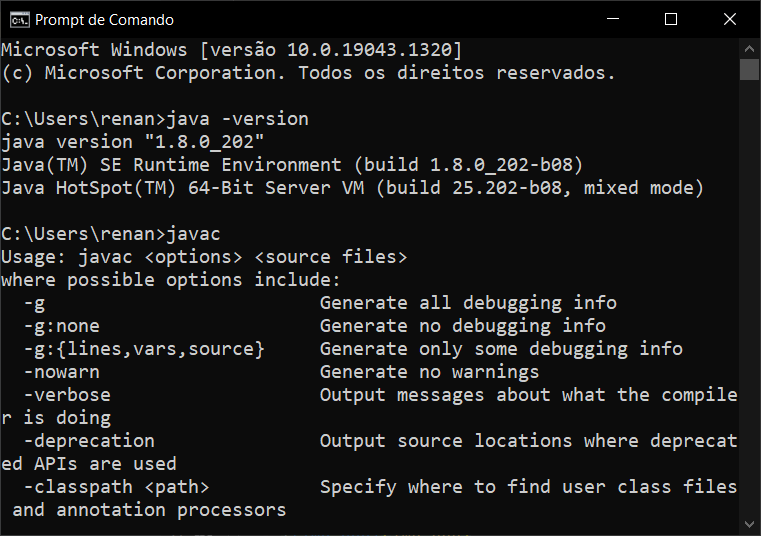 Prompt de Comando
Microsoft Windows [versão 10.0.19043.1320]
(c) Microsoft Corporation. Todos os direitos reservados.
C:\Users\renan>java -version
java version "1.8.0_202"
Java(TM) SE Runtime Environment (build 1.8.0_202-b08)
Java HotSpot(TM) 64-Bit Server VM (build 25.202-b08, mixed mode)
C:\Users\renan>javac
Usage: javac <options> <source files>
where possible options include:
  -g                         Generate all debugging info
  -g:none                    Generate no debugging info
  -g:{lines,vars,source}     Generate only some debugging info
  -nowarn                    Generate no warnings
  -verbose                   Output messages about what the compile
r is doing
  -deprecation               Output source locations where deprecat
ed APIs are used
  -classpath <path>          Specify where to find user class files
 and annotation processors